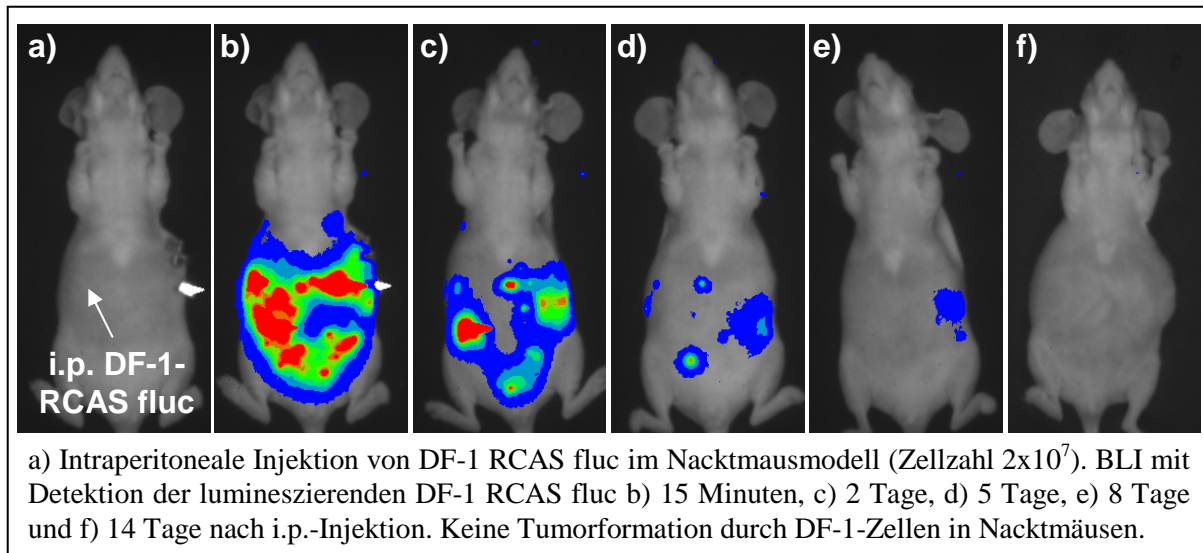 a) b) c) d) e) f)
i.p. DF-1-
RCAS fluc
a) Intraperitoneale Injektion von DF-1 RCAS fluc im Nacktmausmodell (Zellzahl 2x10⁷). BLI mit
Detektion der lumineszierenden DF-1 RCAS fluc b) 15 Minuten, c) 2 Tage, d) 5 Tage, e) 8 Tage
und f) 14 Tage nach i.p.-Injektion. Keine Tumorformation durch DF-1-Zellen in Nacktmäusen.